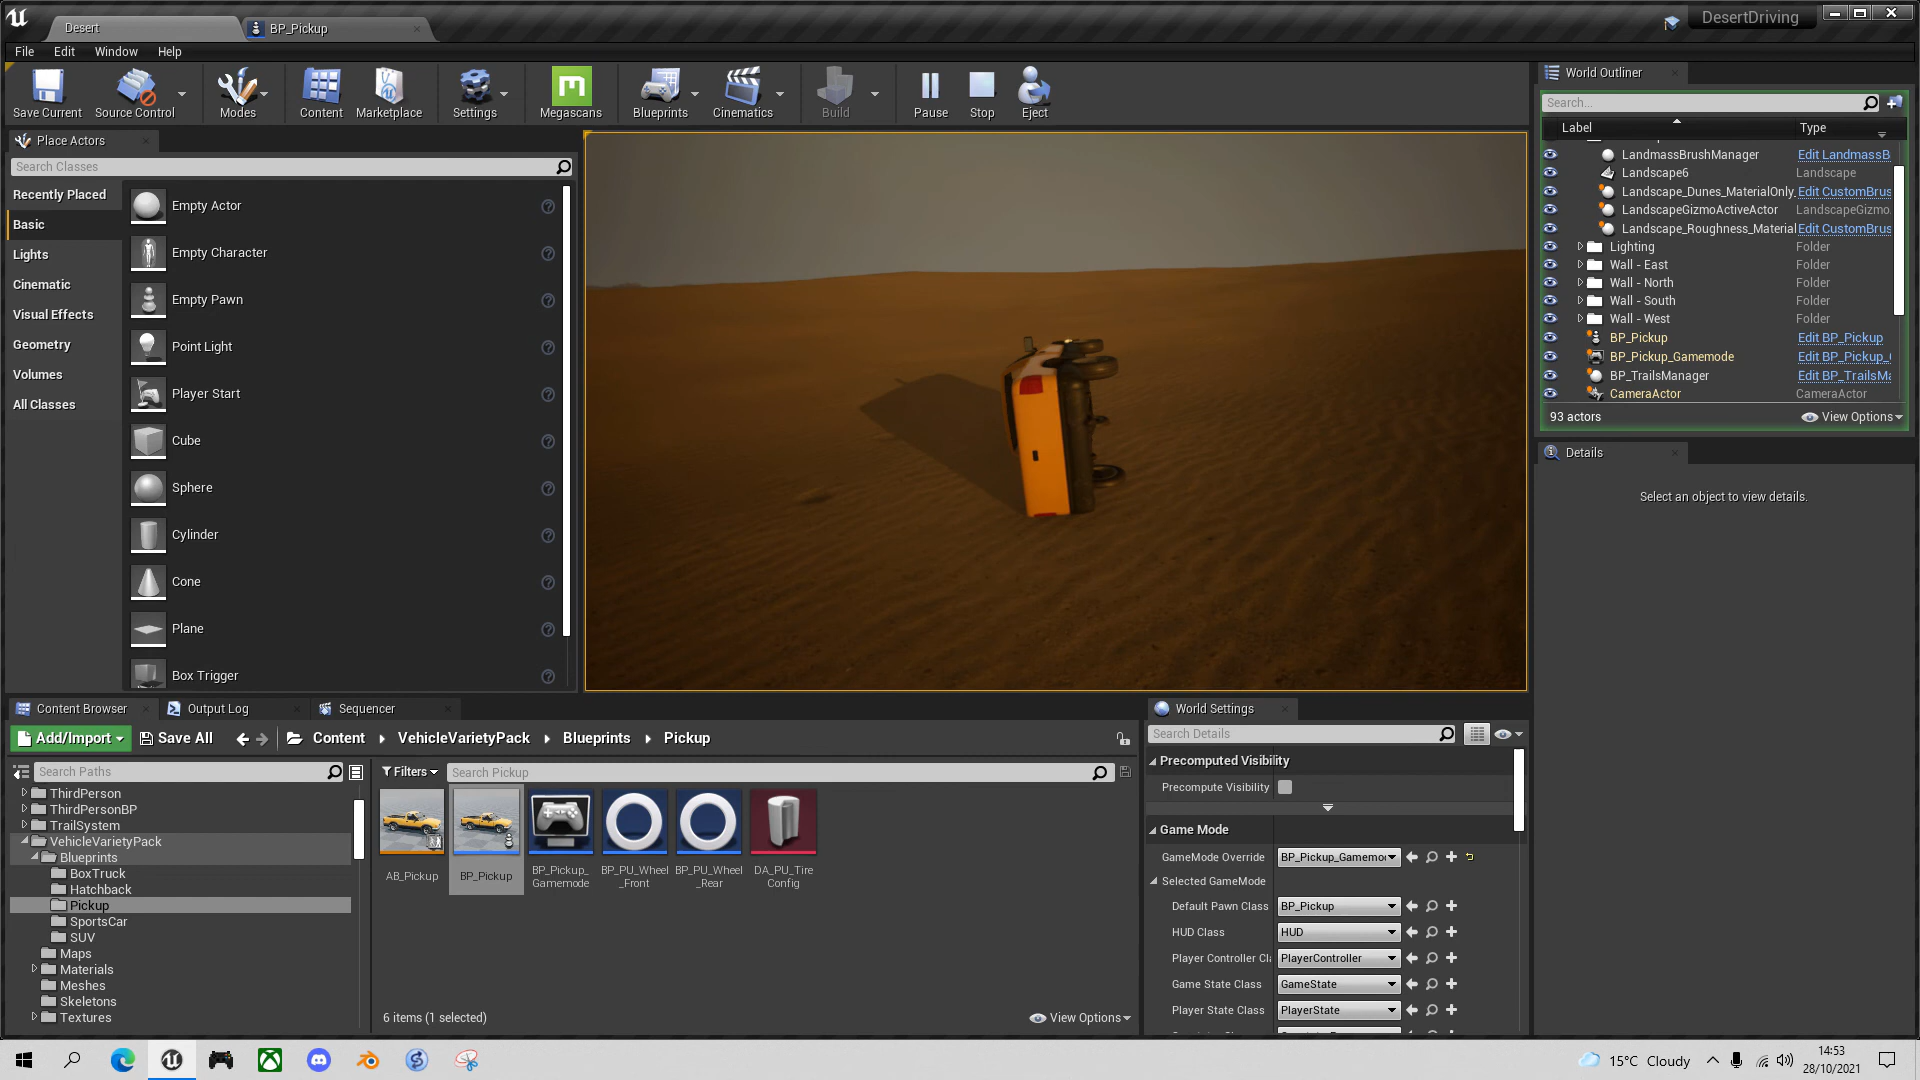 Desert
BP_Pickup
DesertDriving
File Edit Window Help
Save Current
Source Control
Modes
Content
Marketplace
Settings
Megascans
Blueprints
Cinematics
Build
Pause
Stop
Eject
Place Actors
Search Classes
Recently Placed
Basic
Lights
Cinematic
Visual Effects
Geometry
Volumes
All Classes
Empty Actor
Empty Character
Empty Pawn
Point Light
Player Start
Cube
Sphere
Cylinder
Cone
Plane
Box Trigger
World Outliner
Search...
Label Type
LandmassBrushManager Edit LandmassB
Landscape6 Landscape
Landscape_Dunes_MaterialOnly Edit CustomBrus
LandscapeGizmoActiveActor LandscapeGizmo
Landscape_Roughness_Material Edit CustomBrus
Lighting Folder
Wall - East Folder
Wall - North Folder
Wall - South Folder
Wall - West Folder
BP_Pickup Edit BP_Pickup
BP_Pickup_Gamemode Edit BP_Pickup_
BP_TrailsManager Edit BP_TrailsMa
CameraActor CameraActor
93 actors View Options
Details
Select an object to view details.
Content Browser Output Log Sequencer
Add/Import Save All Content VehicleVarietyPack Blueprints Pickup
Search Paths
ThirdPerson
ThirdPersonBP
TrailSystem
VehicleVarietyPack
Blueprints
BoxTruck
Hatchback
Pickup
SportsCar
SUV
Maps
Materials
Meshes
Skeletons
Textures
Filters Search Pickup
AB_Pickup
BP_Pickup
BP_Pickup_
Gamemode
BP_PU_Wheel
_Front
BP_PU_Wheel
_Rear
DA_PU_Tire
Config
6 items (1 selected) View Options
World Settings
Search Details
Precomputed Visibility
Precompute Visibility
Game Mode
GameMode Override BP_Pickup_Gamemo
Selected GameMode
Default Pawn Class BP_Pickup
HUD Class HUD
Player Controller Cl PlayerController
Game State Class GameState
Player State Class PlayerState
15°C Cloudy
14:53
28/10/2021